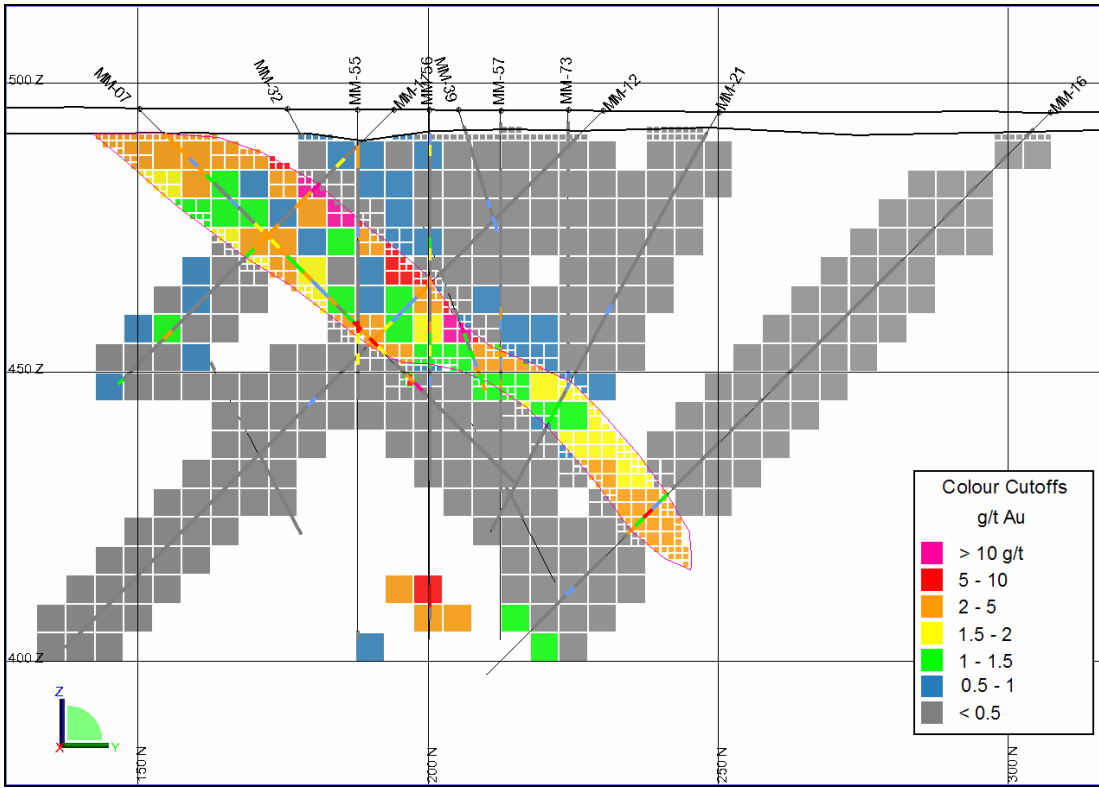 500 Z
MM-07
MM-32
MM-55
MM-1
MM-56
MM-39
MM-57
MM-73
MM-12
MM-21
MM-16
450 Z
400 Z
Colour Cutoffs
g/t Au
> 10 g/t
5 - 10
2 - 5
1.5 - 2
1 - 1.5
0.5 - 1
< 0.5
Z
X
Y
150 N
200 N
250 N
300 N